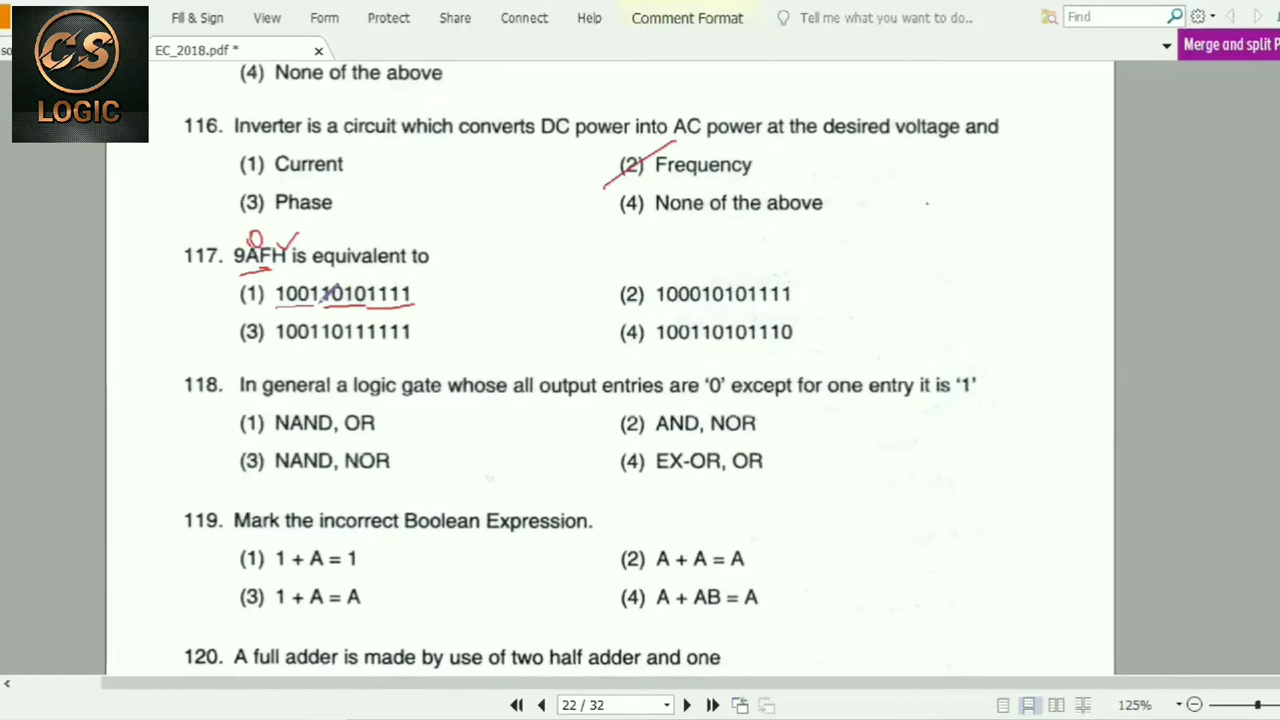 Fill & Sign View Form Protect Share Connect Help Comment Format Tell me what you want to do.. Find
EC_2018.pdf * Merge and split P
CS
LOGIC
(4) None of the above
116. Inverter is a circuit which converts DC power into AC power at the desired voltage and
(1) Current (2) Frequency
(3) Phase (4) None of the above
117. 9AFH is equivalent to
(1) 100110101111 (2) 100010101111
(3) 100110111111 (4) 100110101110
118. In general a logic gate whose all output entries are ‘0’ except for one entry it is ‘1’
(1) NAND, OR (2) AND, NOR
(3) NAND, NOR (4) EX-OR, OR
119. Mark the incorrect Boolean Expression.
(1) 1 + A = 1 (2) A + A = A
(3) 1 + A = A (4) A + AB = A
120. A full adder is made by use of two half adder and one
22 / 32 125%